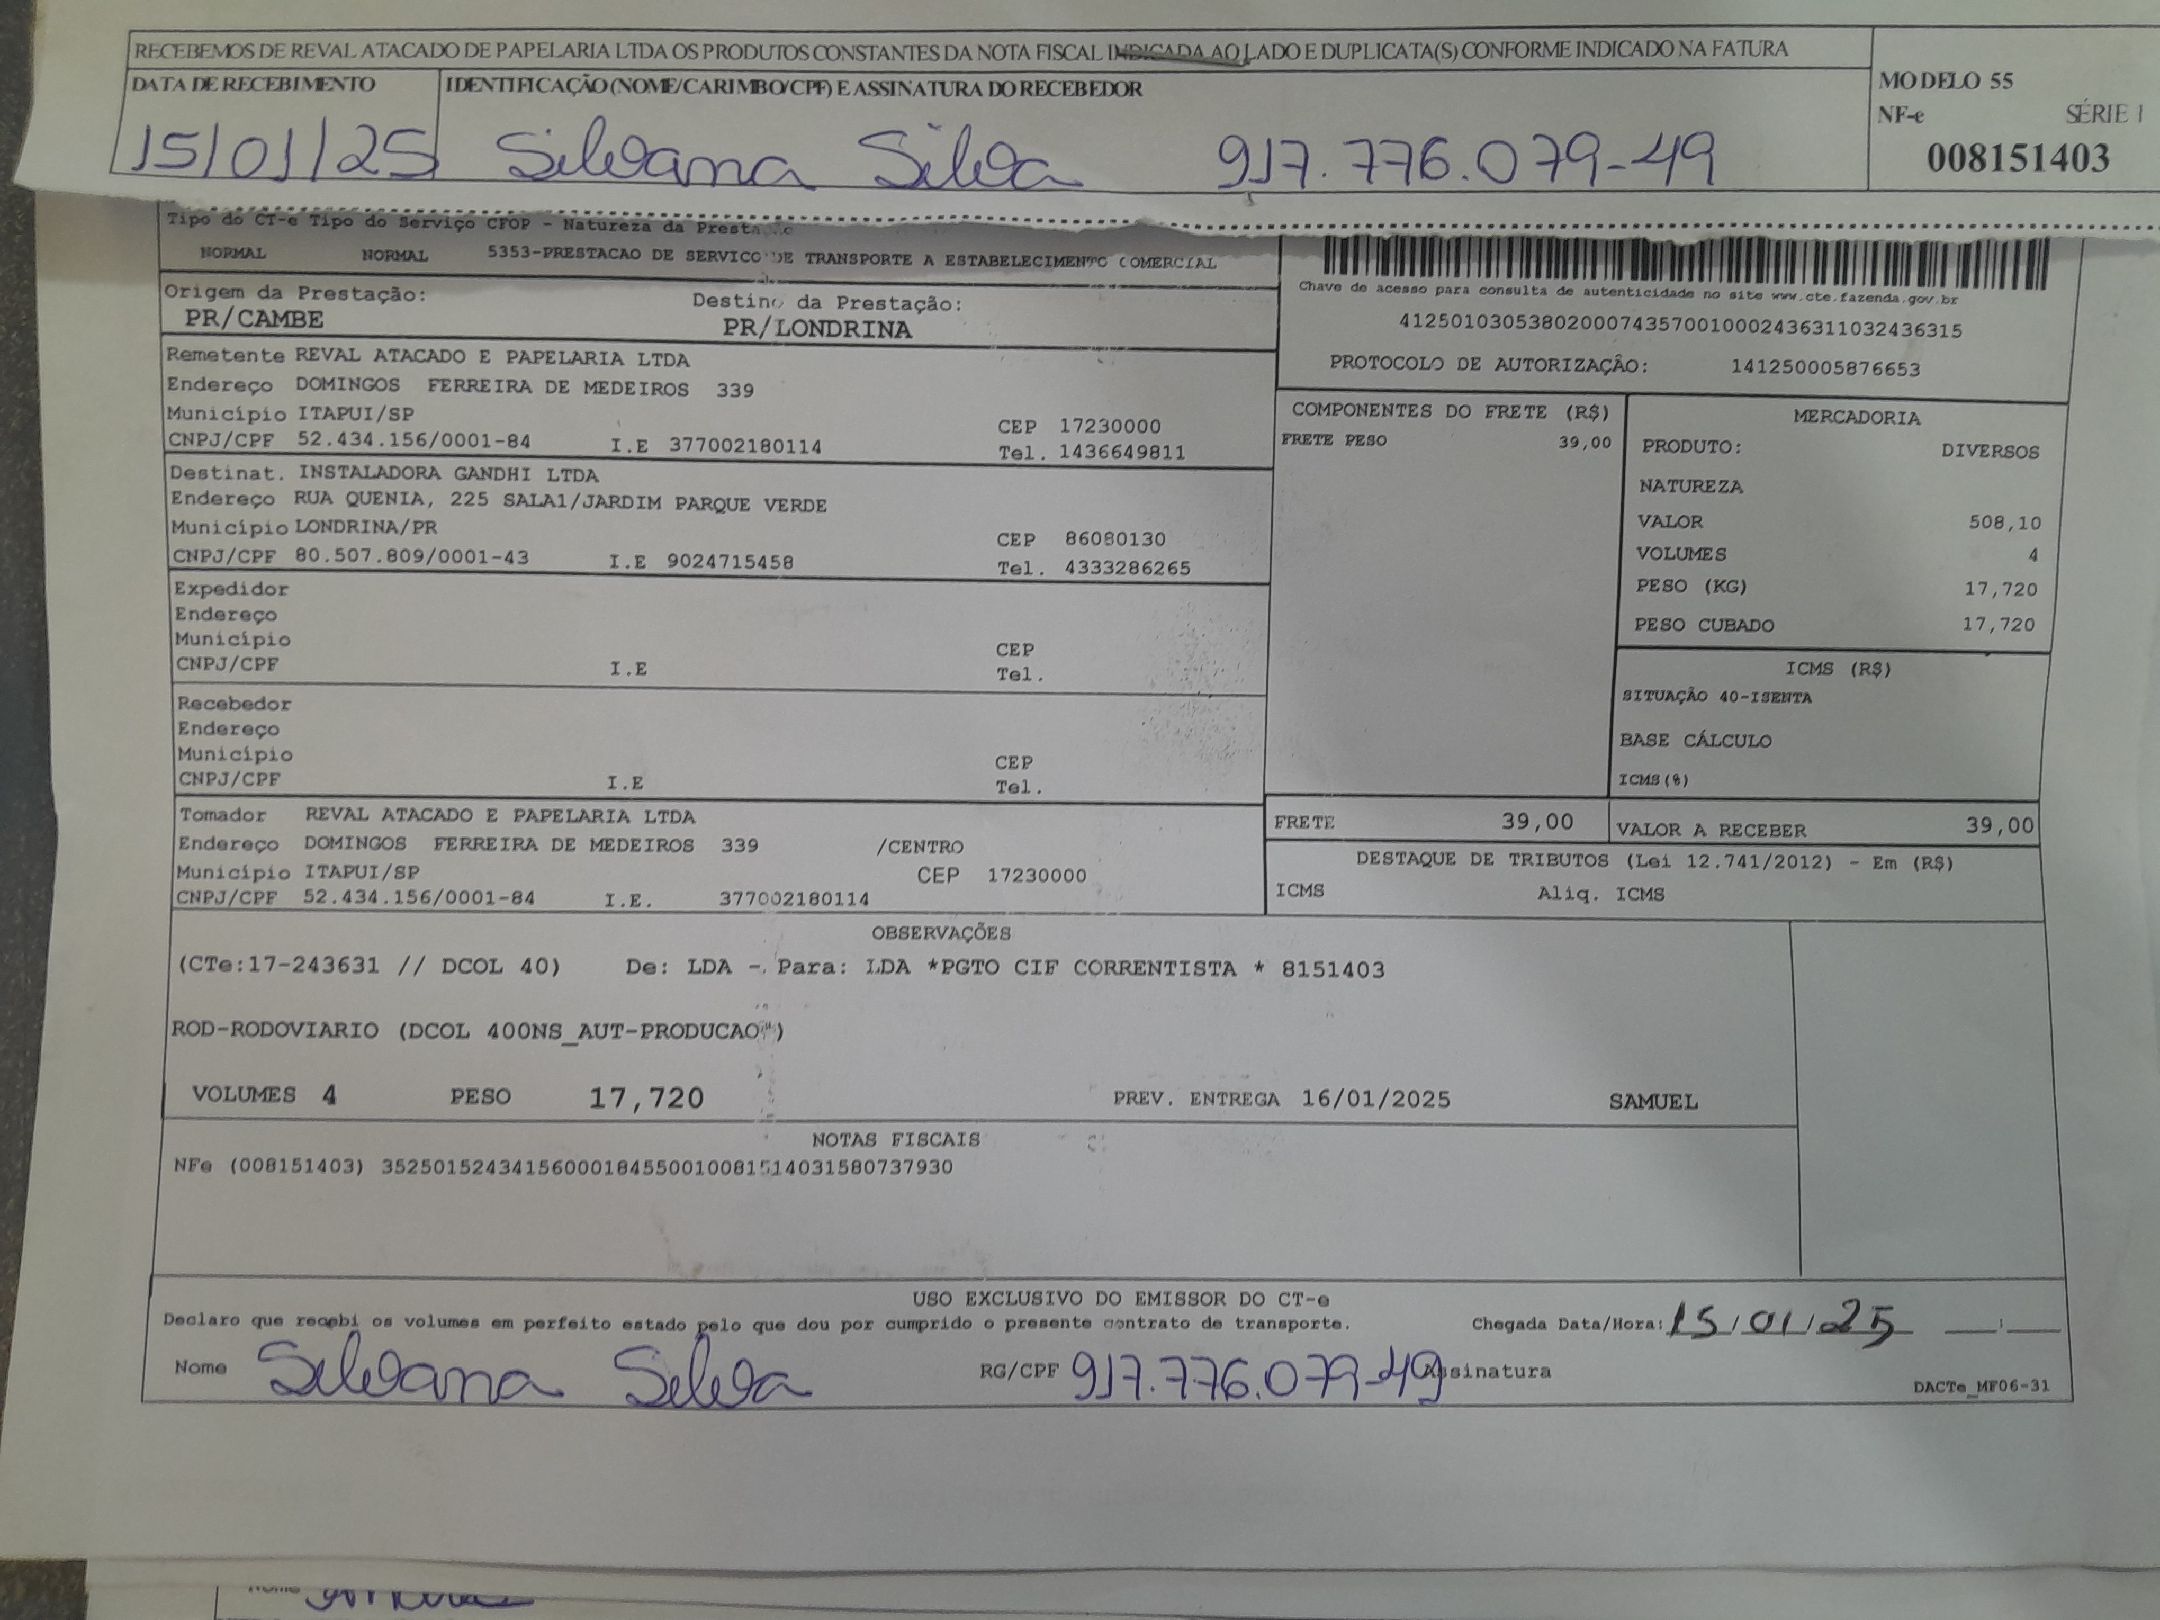 RECEBEMOS DE REVAL ATACADO DE PAPELARIA LTDA OS PRODUTOS CONSTANTES DA NOTA FISCAL INDICADA AO LADO E DUPLICATA(S) CONFORME INDICADO NA FATURA
DATA DE RECEBIMENTO IDENTIFICAÇÃO (NOME/CARIMBO/CPF) E ASSINATURA DO RECEBEDOR
MODELO 55
NF-e SÉRIE 1
008151403
15/01/25 Silvana Silva 917.776.079-49
Tipo do CT-e Tipo do Serviço CFOP - Natureza da Prestação
NORMAL NORMAL 5353-PRESTACAO DE SERVICO DE TRANSPORTE A ESTABELECIMENTO COMERCIAL
Origem da Prestação: Destino da Prestação:
PR/CAMBE PR/LONDRINA
Chave de acesso para consulta de autenticidade no site www.cte.fazenda.gov.br
41250103053802000743570010002436311032436315
PROTOCOLO DE AUTORIZAÇÃO: 141250005876653
Remetente REVAL ATACADO E PAPELARIA LTDA
Endereço DOMINGOS FERREIRA DE MEDEIROS 339
Município ITAPUI/SP CEP 17230000
CNPJ/CPF 52.434.156/0001-84 I.E 377002180114 Tel. 1436649811
Destinat. INSTALADORA GANDHI LTDA
Endereço RUA QUENIA, 225 SALA1/JARDIM PARQUE VERDE
Município LONDRINA/PR CEP 86080130
CNPJ/CPF 80.507.809/0001-43 I.E 9024715458 Tel. 4333286265
Expedidor
Endereço
Município CEP
CNPJ/CPF I.E Tel.
Recebedor
Endereço
Município CEP
CNPJ/CPF I.E Tel.
Tomador REVAL ATACADO E PAPELARIA LTDA
Endereço DOMINGOS FERREIRA DE MEDEIROS 339 /CENTRO
Município ITAPUI/SP CEP 17230000
CNPJ/CPF 52.434.156/0001-84 I.E. 377002180114
COMPONENTES DO FRETE (R$)
FRETE PESO 39,00
MERCADORIA
PRODUTO: DIVERSOS
NATUREZA
VALOR 508,10
VOLUMES 4
PESO (KG) 17,720
PESO CUBADO 17,720
ICMS (R$)
SITUAÇÃO 40-ISENTA
BASE CÁLCULO
ICMS(%)
FRETE 39,00 VALOR A RECEBER 39,00
DESTAQUE DE TRIBUTOS (Lei 12.741/2012) - Em (R$)
ICMS Aliq. ICMS
OBSERVAÇÕES
(CTe:17-243631 // DCOL 40) De: LDA - Para: LDA *PGTO CIF CORRENTISTA * 8151403
ROD-RODOVIARIO (DCOL 400NS_AUT-PRODUCAO")
VOLUMES 4 PESO 17,720 PREV. ENTREGA 16/01/2025 SAMUEL
NOTAS FISCAIS
NFe (008151403) 35250152434156000184550010081514031580737930
USO EXCLUSIVO DO EMISSOR DO CT-e
Declaro que recebi os volumes em perfeito estado pelo que dou por cumprido o presente contrato de transporte. Chegada Data/Hora: 15/01/25
Nome Silvana Silva RG/CPF 917.776.079-49 Assinatura
DACTe_MF06-31
Nome